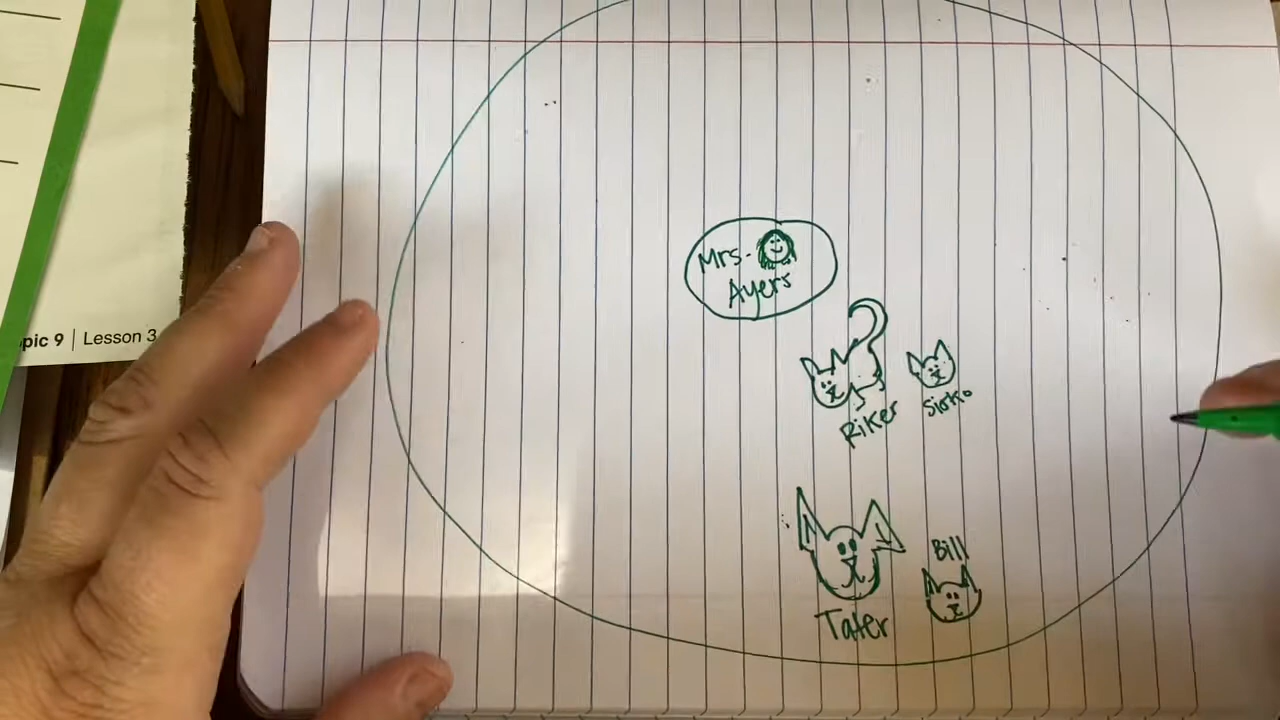 Mrs.
Ayers
Riker
Sisko
Bill
Tater
pic 9 | Lesson 3